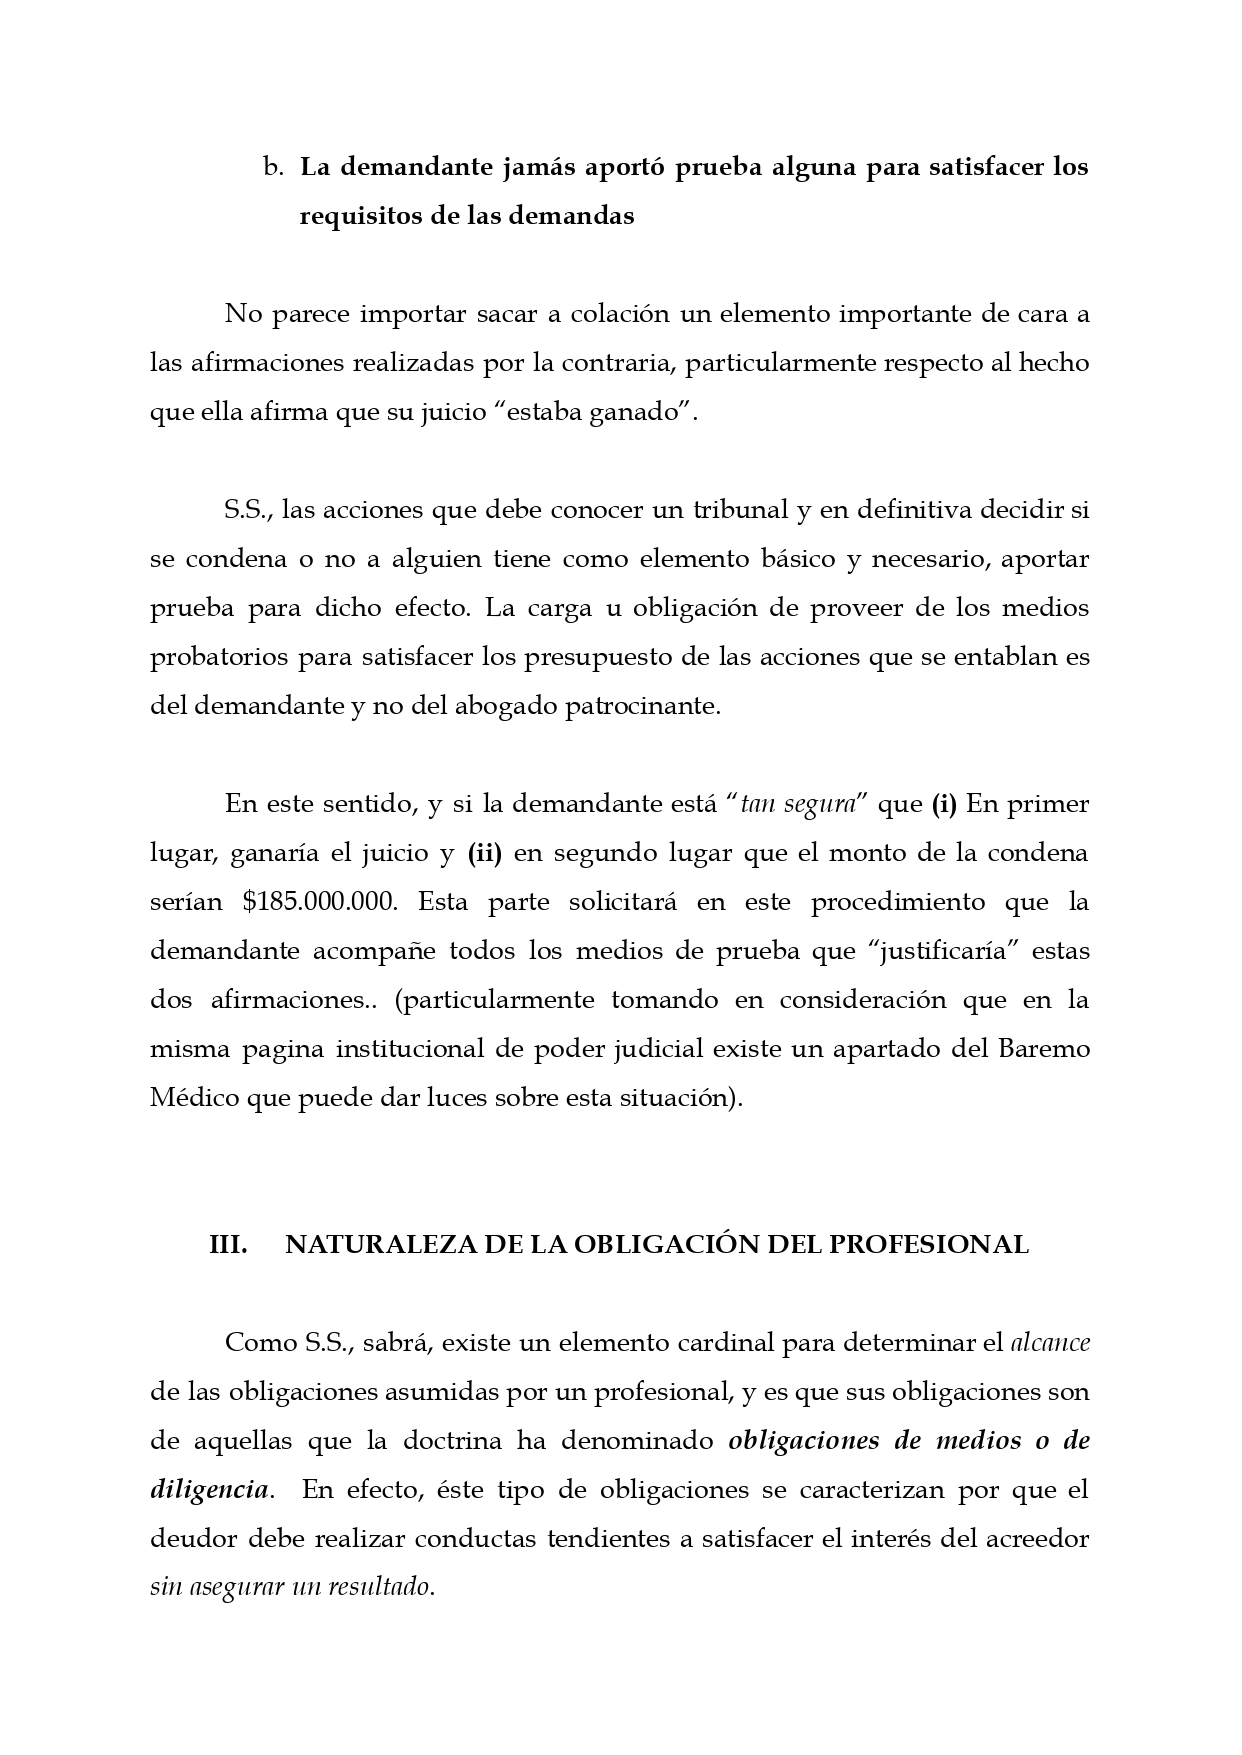 b. La demandante jamás aportó prueba alguna para satisfacer los
requisitos de las demandas
No parece importar sacar a colación un elemento importante de cara a
las afirmaciones realizadas por la contraria, particularmente respecto al hecho
que ella afirma que su juicio “estaba ganado”.
S.S., las acciones que debe conocer un tribunal y en definitiva decidir si
se condena o no a alguien tiene como elemento básico y necesario, aportar
prueba para dicho efecto. La carga u obligación de proveer de los medios
probatorios para satisfacer los presupuesto de las acciones que se entablan es
del demandante y no del abogado patrocinante.
En este sentido, y si la demandante está “tan segura” que (i) En primer
lugar, ganaría el juicio y (ii) en segundo lugar que el monto de la condena
serían $185.000.000. Esta parte solicitará en este procedimiento que la
demandante acompañe todos los medios de prueba que “justificaría” estas
dos afirmaciones.. (particularmente tomando en consideración que en la
misma pagina institucional de poder judicial existe un apartado del Baremo
Médico que puede dar luces sobre esta situación).
III. NATURALEZA DE LA OBLIGACIÓN DEL PROFESIONAL
Como S.S., sabrá, existe un elemento cardinal para determinar el alcance
de las obligaciones asumidas por un profesional, y es que sus obligaciones son
de aquellas que la doctrina ha denominado obligaciones de medios o de
diligencia. En efecto, éste tipo de obligaciones se caracterizan por que el
deudor debe realizar conductas tendientes a satisfacer el interés del acreedor
sin asegurar un resultado.